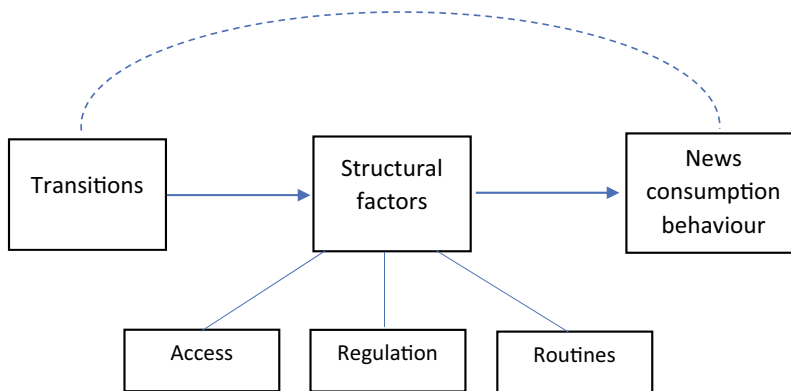 Transitions
Structural
factors
News
consumption
behaviour
Access
Regulation
Routines